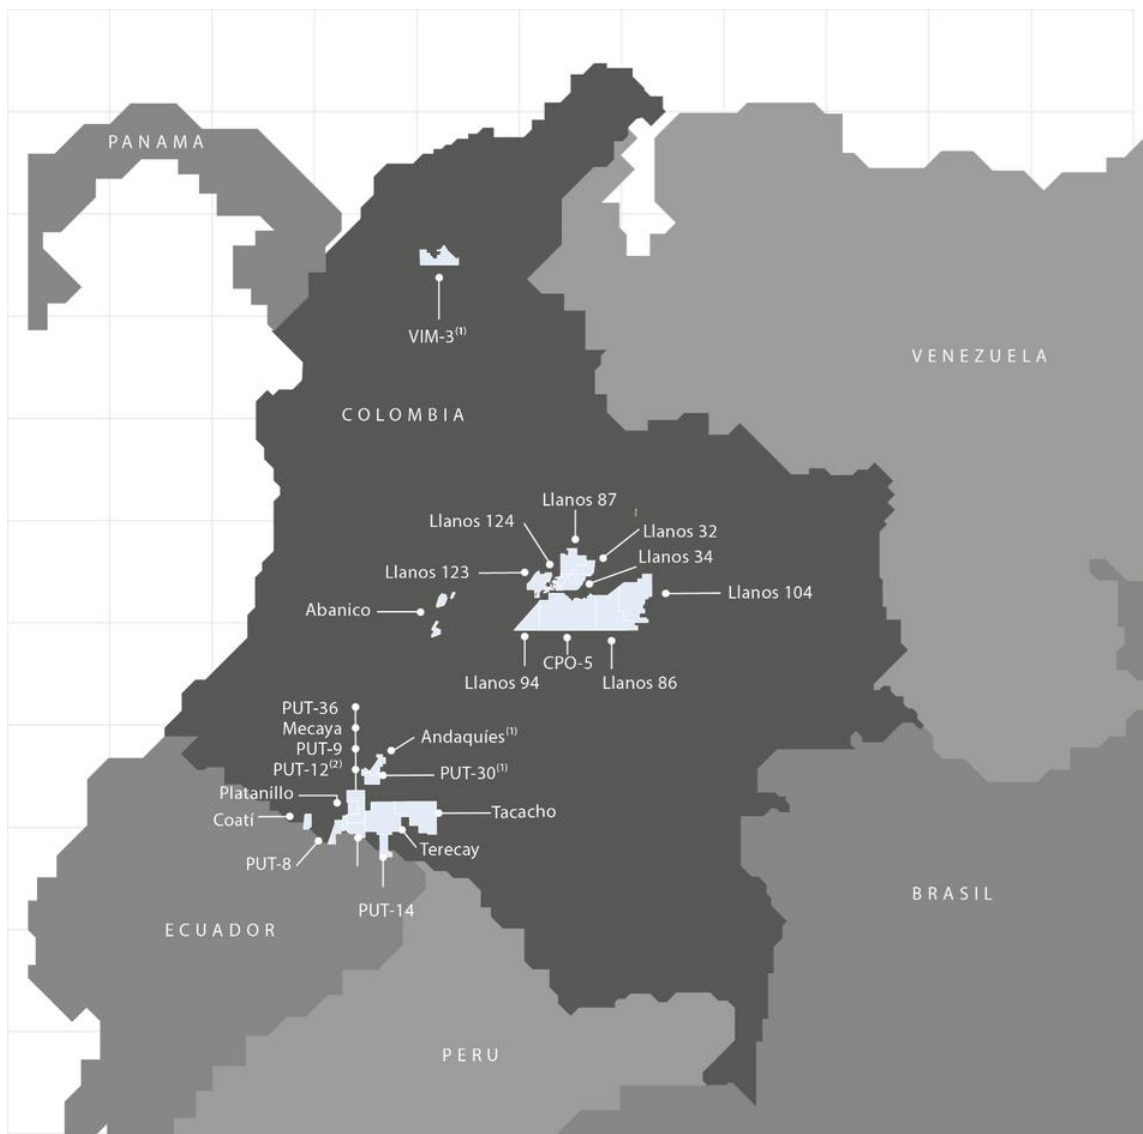 PANAMA
VIM-3(1)
VENEZUELA
COLOMBIA
Llanos 87
Llanos 124
Llanos 32
Llanos 34
Llanos 123
Llanos 104
Abanico
CPO-5
Llanos 94
Llanos 86
PUT-36
Mecaya
Andaquíes(1)
PUT-9
PUT-12(2)
PUT-30(1)
Platanillo
Tacacho
Coatí
Terecay
PUT-8
BRASIL
PUT-14
ECUADOR
PERU